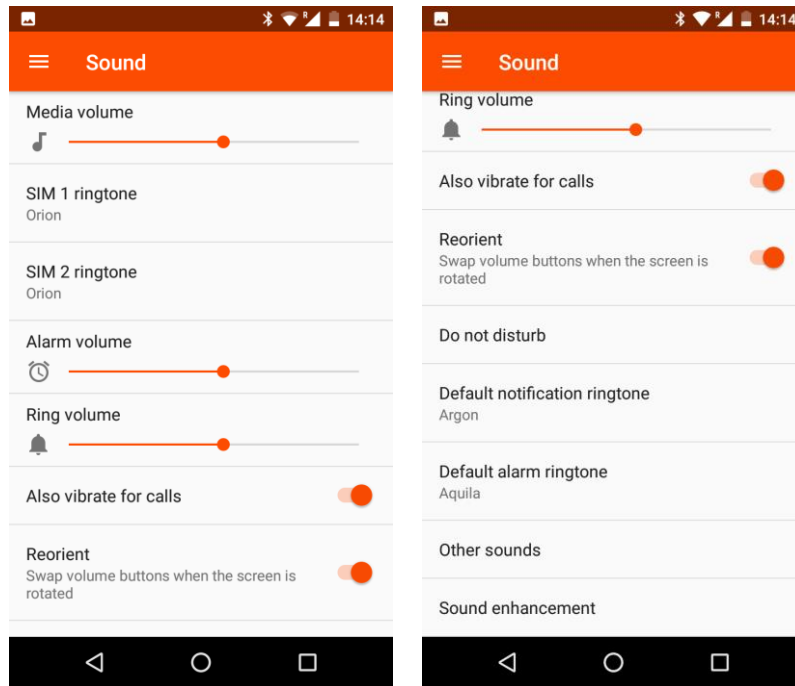 R 14:14
Sound
Media volume
SIM 1 ringtone
Orion
SIM 2 ringtone
Orion
Alarm volume
Ring volume
Also vibrate for calls
Reorient
Swap volume buttons when the screen is
rotated
R 14:14
Sound
Ring volume
Also vibrate for calls
Reorient
Swap volume buttons when the screen is
rotated
Do not disturb
Default notification ringtone
Argon
Default alarm ringtone
Aquila
Other sounds
Sound enhancement